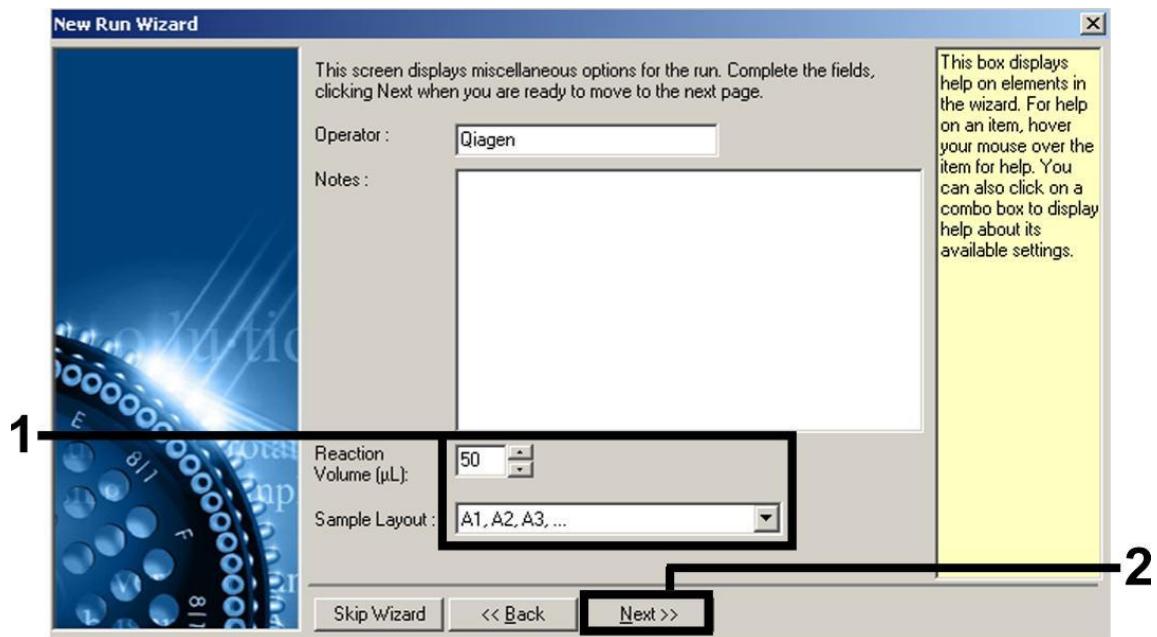 New Run Wizard
This screen displays miscellaneous options for the run. Complete the fields,
clicking Next when you are ready to move to the next page.
Operator :
Qiagen
Notes :
Reaction
Volume (µL):
50
Sample Layout :
A1, A2, A3, ...
Skip Wizard
<< Back
Next >>
This box displays
help on elements in
the wizard. For help
on an item, hover
your mouse over the
item for help. You
can also click on a
combo box to display
help about its
available settings.
1
2
E
8|1
F
8|1